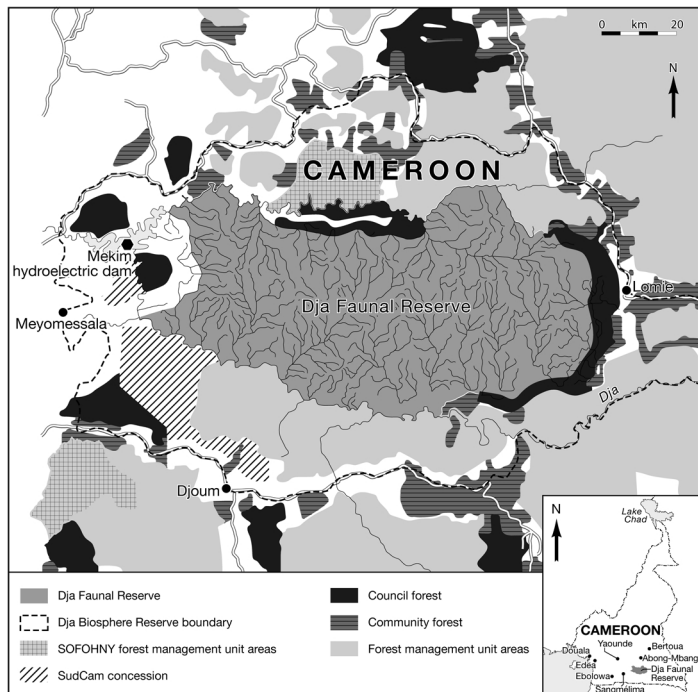 0 km 20
N
CAMEROON
Mekim
hydroelectric dam
Dja Faunal Reserve
Lomie
Meyomessala
Dja
Djoum
Dja Faunal Reserve
Dja Biosphere Reserve boundary
SOFOHNY forest management unit areas
SudCam concession
Council forest
Community forest
Forest management unit areas
N
Lake
Chad
CAMEROON
Yaounde
Bertoua
Douala
Abong-Mbang
Edea
Dja Faunal
Reserve
Ebolowa
Sangmélima